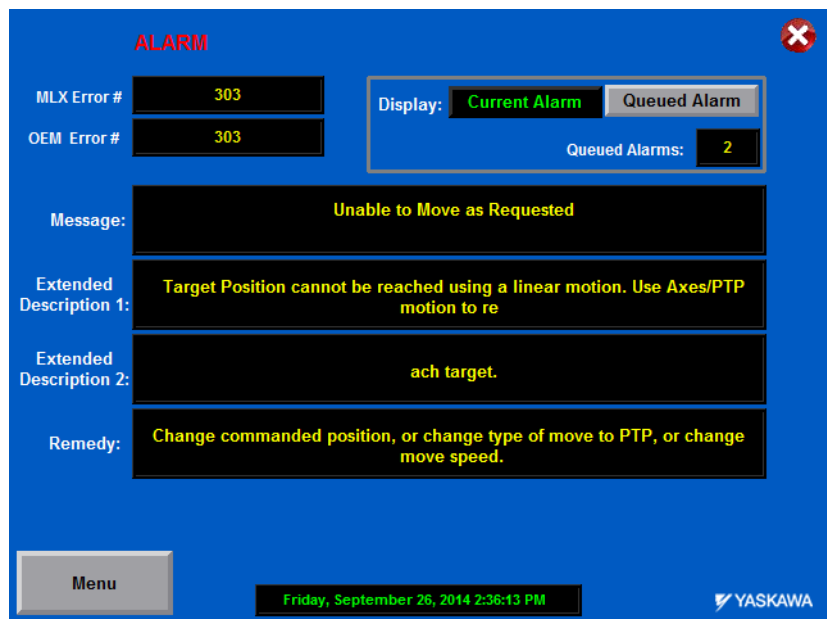 ALARM
MLX Error # 303
OEM Error # 303
Display: Current Alarm Queued Alarm
Queued Alarms: 2
Message: Unable to Move as Requested
Extended Description 1: Target Position cannot be reached using a linear motion. Use Axes/PTP
motion to re
Extended Description 2: ach target.
Remedy: Change commanded position, or change type of move to PTP, or change
move speed.
Menu
Friday, September 26, 2014 2:36:13 PM
YASKAWA